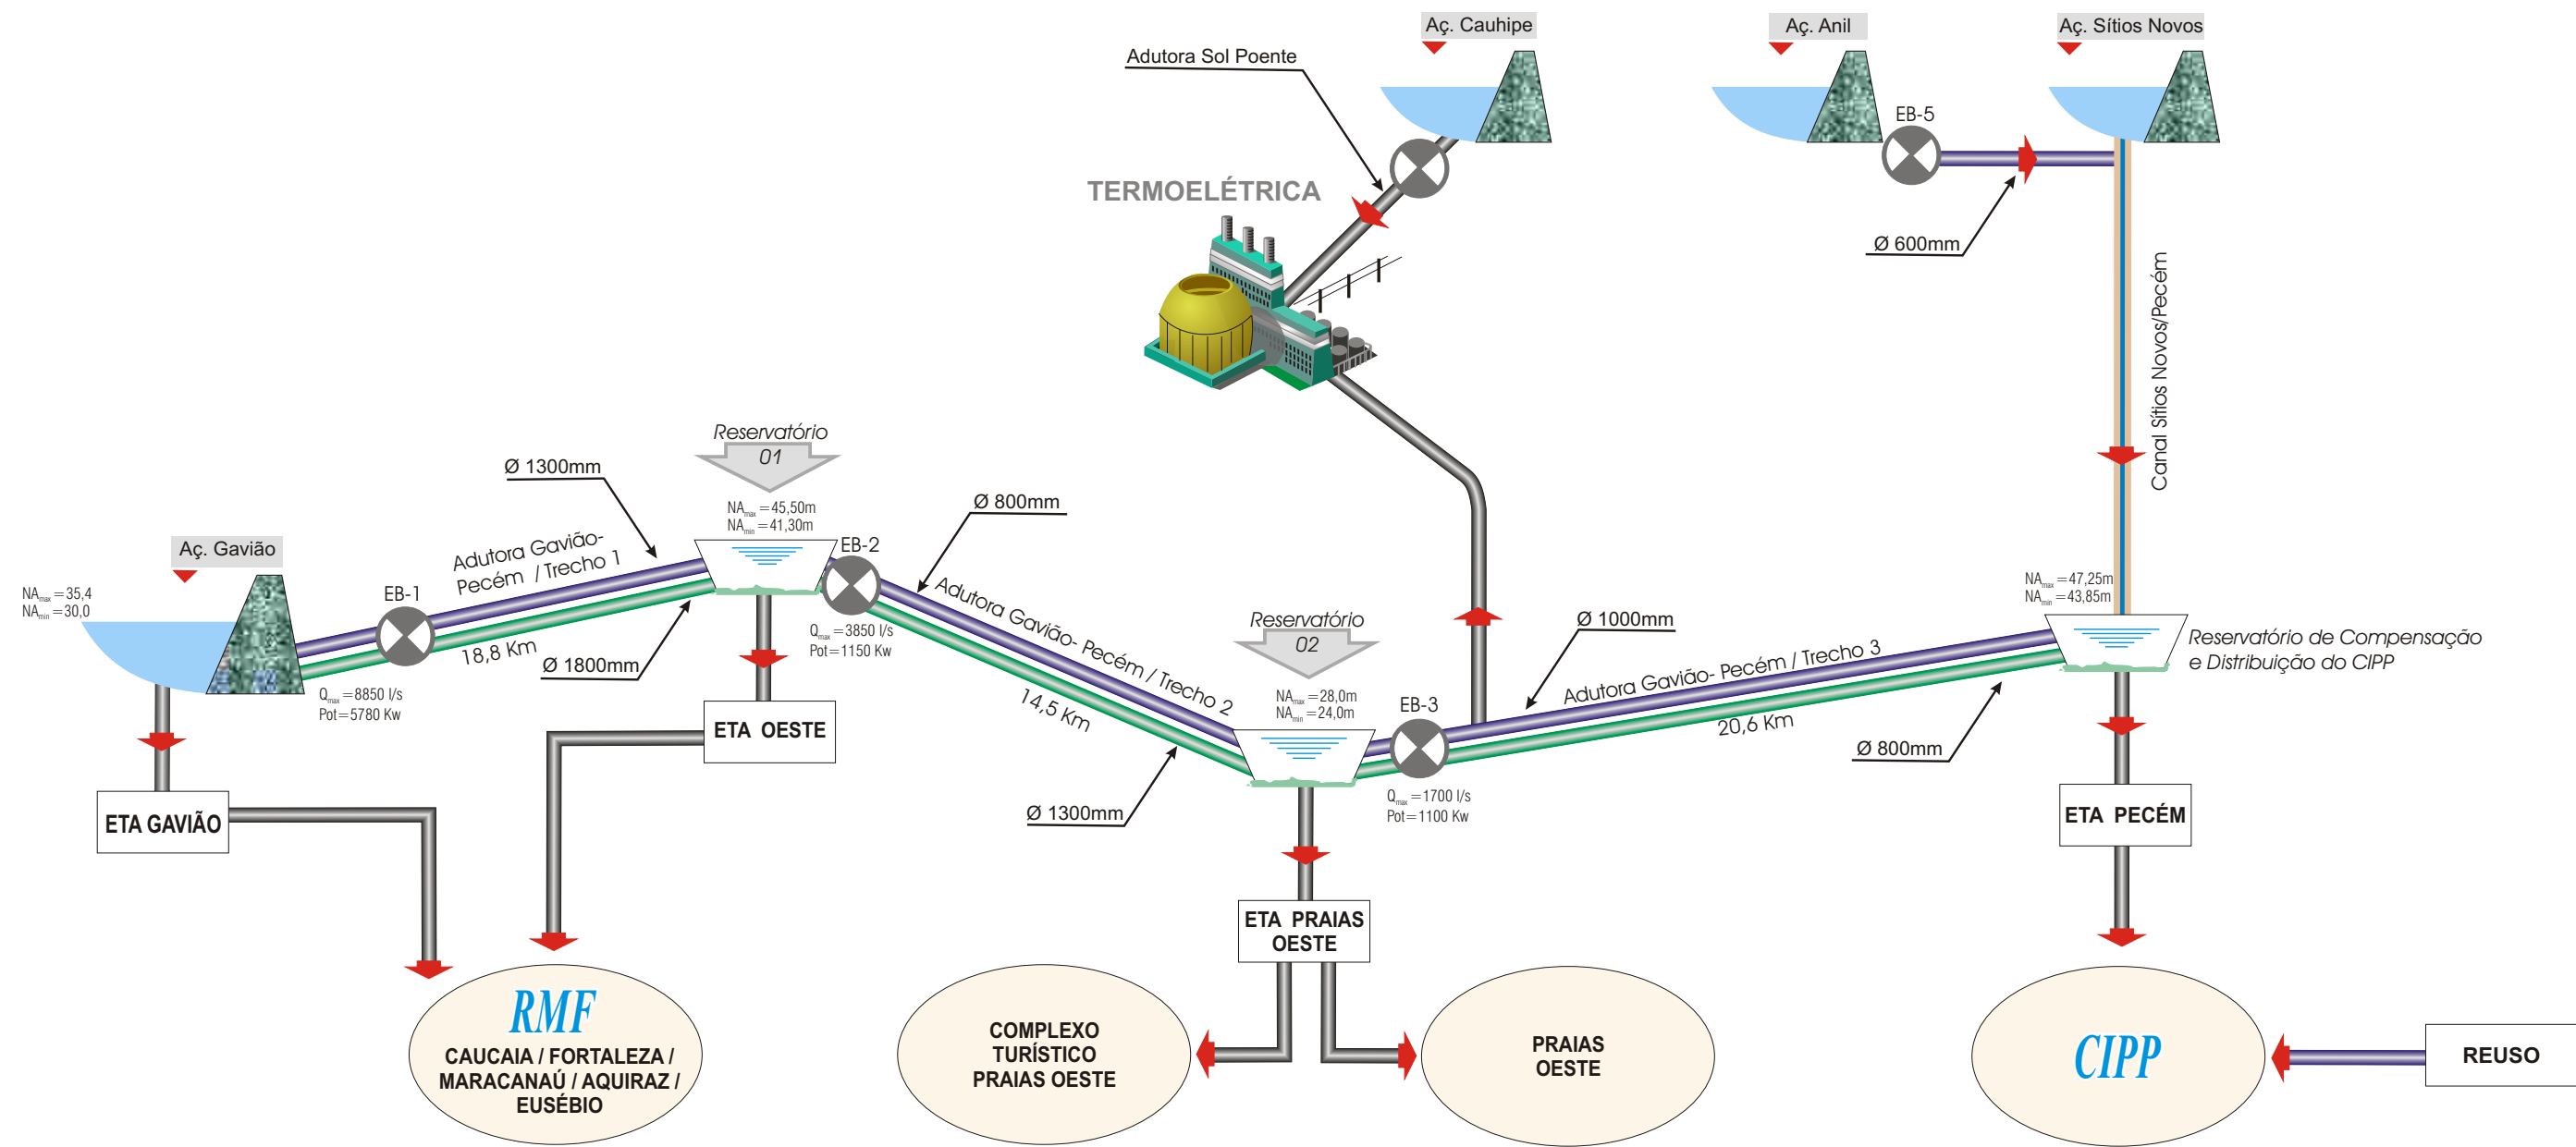 Aç. Cauhipe
Aç. Anil
Aç. Sítios Novos
Adutora Sol Poente
EB-5
TERMOELÉTRICA
Ø 600mm
Canal Sítios Novos/Pecém
Reservatório
01
Ø 1300mm
NAmax =45,50m
NAmin =41,30m
Ø 800mm
Aç. Gavião
Adutora Gavião-
Pecém / Trecho 1
EB-2
NAmax =35,4
NAmin =30,0
EB-1
18,8 Km
Ø 1800mm
Qmax =8850 l/s
Pot=5780 Kw
Qmax =3850 l/s
Pot=1150 Kw
Adutora Gavião- Pecém / Trecho 2
14,5 Km
Reservatório
02
NAmax =28,0m
NAmin =24,0m
EB-3
Ø 1000mm
Adutora Gavião- Pecém / Trecho 3
20,6 Km
NAmax =47,25m
NAmin =43,85m
Reservatório de Compensação
e Distribuição do CIPP
Ø 800mm
ETA OESTE
Ø 1300mm
Qmax =1700 l/s
Pot=1100 Kw
ETA GAVIÃO
ETA PECÉM
ETA PRAIAS
OESTE
RMF
CAUCAIA / FORTALEZA /
MARACANAÚ / AQUIRAZ /
EUSÉBIO
COMPLEXO
TURÍSTICO
PRAIAS OESTE
PRAIAS
OESTE
CIPP
REUSO